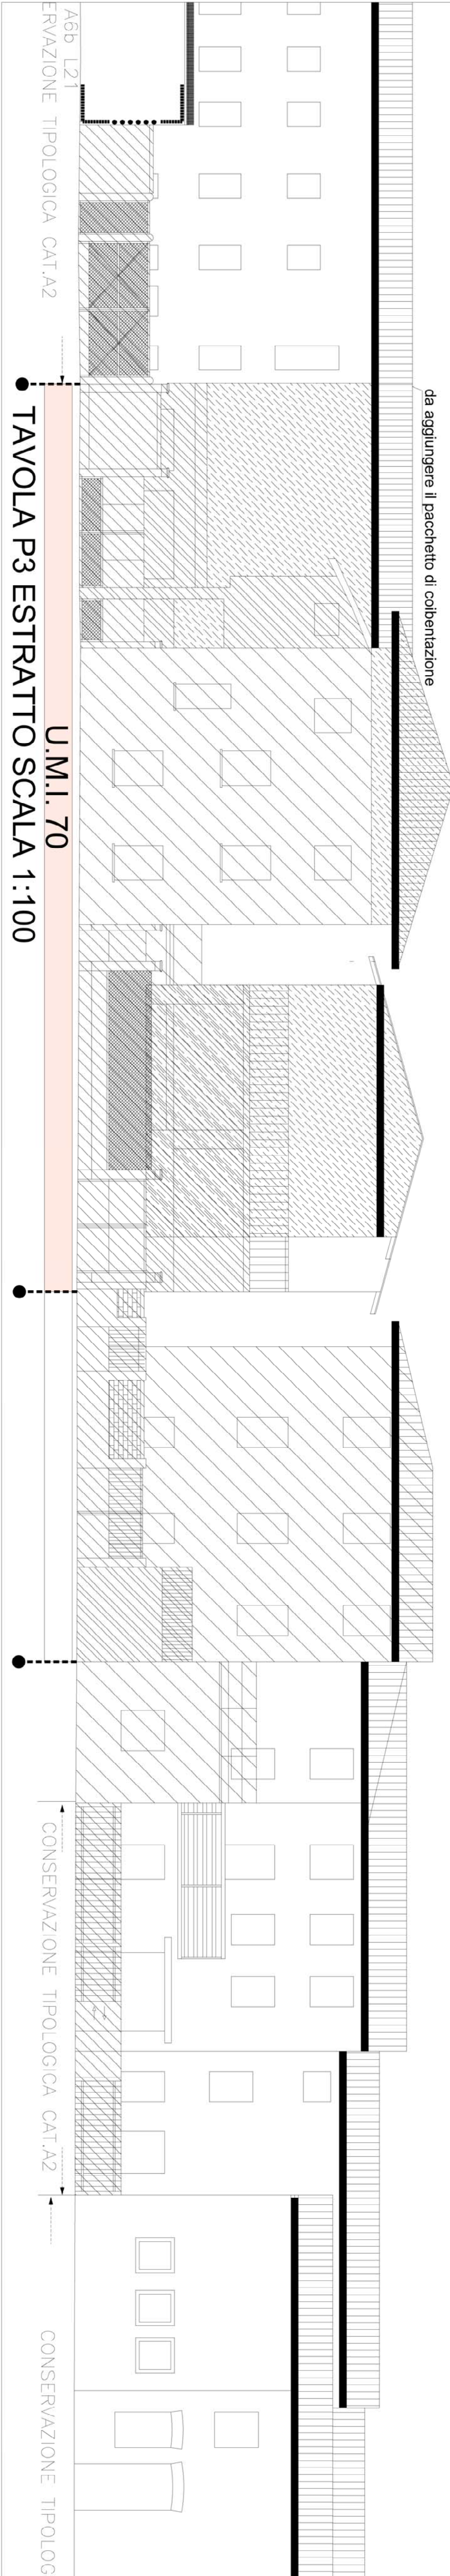 A6b L21
ERVAZIONE TIPOLOGICA CAT.A2
da aggiungere il pacchetto di coibentazione
U.M.I. 70
TAVOLA P3 ESTRATTO SCALA 1:100
CONSERVAZIONE TIPOLOGICA CAT.A2
CONSERVAZIONE TIPOLOG